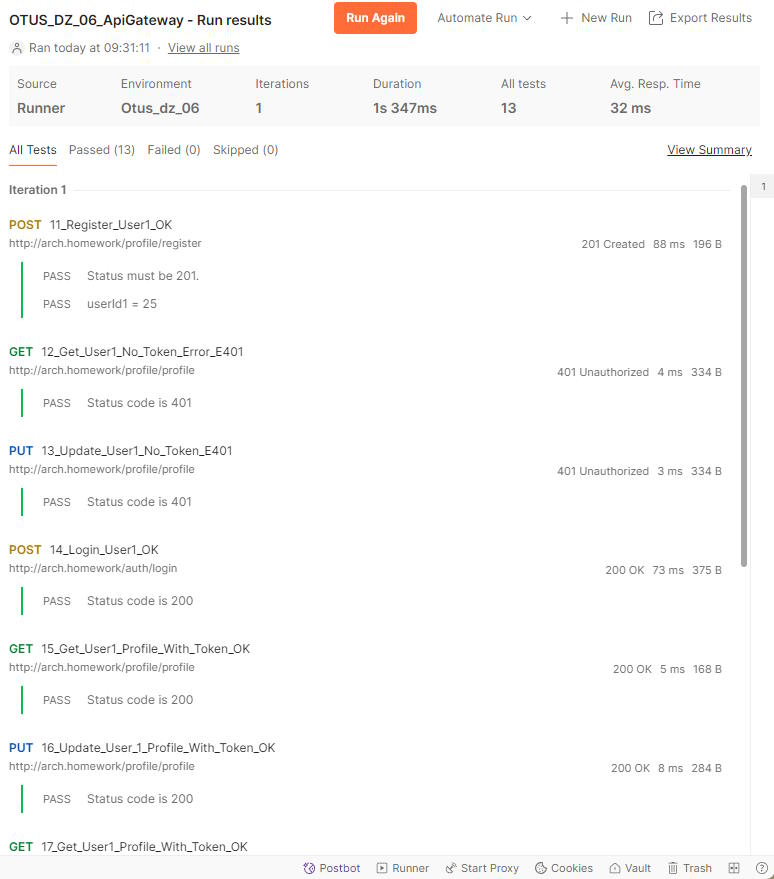 OTUS_DZ_06_ApiGateway - Run results
Run Again
Automate Run
New Run
Export Results
Ran today at 09:31:11 · View all runs
Source Environment Iterations Duration All tests Avg. Resp. Time
Runner Otus_dz_06 1 1s 347ms 13 32 ms
All Tests Passed (13) Failed (0) Skipped (0) View Summary
Iteration 1
1
POST 11_Register_User1_OK
http://arch.homework/profile/register 201 Created 88 ms 196 B
PASS Status must be 201.
PASS userId1 = 25
GET 12_Get_User1_No_Token_Error_E401
http://arch.homework/profile/profile 401 Unauthorized 4 ms 334 B
PASS Status code is 401
PUT 13_Update_User1_No_Token_E401
http://arch.homework/profile/profile 401 Unauthorized 3 ms 334 B
PASS Status code is 401
POST 14_Login_User1_OK
http://arch.homework/auth/login 200 OK 73 ms 375 B
PASS Status code is 200
GET 15_Get_User1_Profile_With_Token_OK
http://arch.homework/profile/profile 200 OK 5 ms 168 B
PASS Status code is 200
PUT 16_Update_User_1_Profile_With_Token_OK
http://arch.homework/profile/profile 200 OK 8 ms 284 B
PASS Status code is 200
GET 17_Get_User1_Profile_With_Token_OK
Postbot Runner Start Proxy Cookies Vault Trash